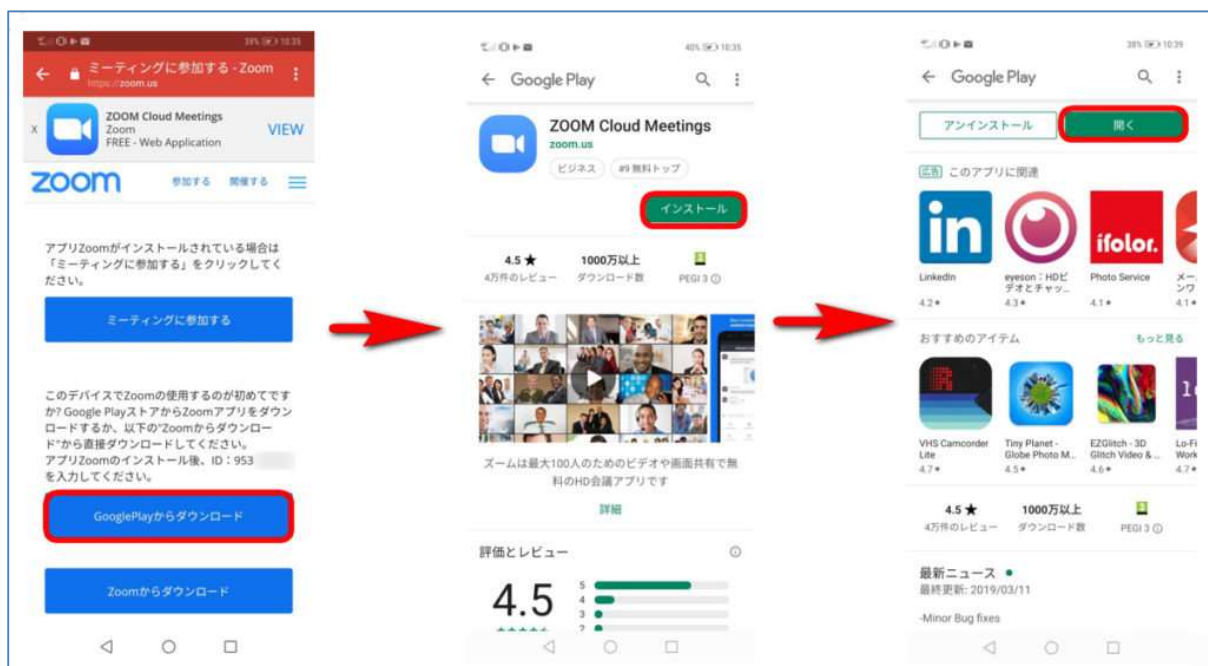 39% 10:35
ミーティングに参加する - Zoom
https://zoom.us
X
ZOOM Cloud Meetings
Zoom
FREE - Web Application
VIEW
zoom 参加する 開催する
アプリZoomがインストールされている場合は
「ミーティングに参加する」をクリックしてく
ださい。
ミーティングに参加する
このデバイスでZoomの使用するのが初めてです
か? Google PlayストアからZoomアプリをダウン
ロードするか、以下の"Zoomからダウンロー
ド"から直接ダウンロードしてください。
アプリZoomのインストール後、ID：953
を入力してください。
GooglePlayからダウンロード
Zoomからダウンロード
40% 10:35
Google Play
ZOOM Cloud Meetings
zoom.us
ビジネス #9 無料トップ
インストール
4.5 ★ 1000万以上 3
4万件のレビュー ダウンロード数 PEGI 3
ズームは最大100人のためのビデオや画面共有で無
料のHD会議アプリです
詳細
評価とレビュー
4.5
5
4
3
2
38% 10:39
Google Play
アンインストール 開く
広告 このアプリに関連
in
ifolor.
LinkedIn
4.2★
eyeson：HDビ
デオとチャッ...
4.3★
Photo Service
4.1★
メー
ンワ
4.1★
おすすめのアイテム もっと見る
R
VHS Camcorder
Lite
4.7★
Tiny Planet -
Globe Photo M...
4.5★
EZGlitch - 3D
Glitch Video & ...
4.6★
Lo-Fi
Work
4.7★
4.5 ★ 1000万以上 3
4万件のレビュー ダウンロード数 PEGI 3
最新ニュース ●
最終更新: 2019/03/11
-Minor Bug fixes